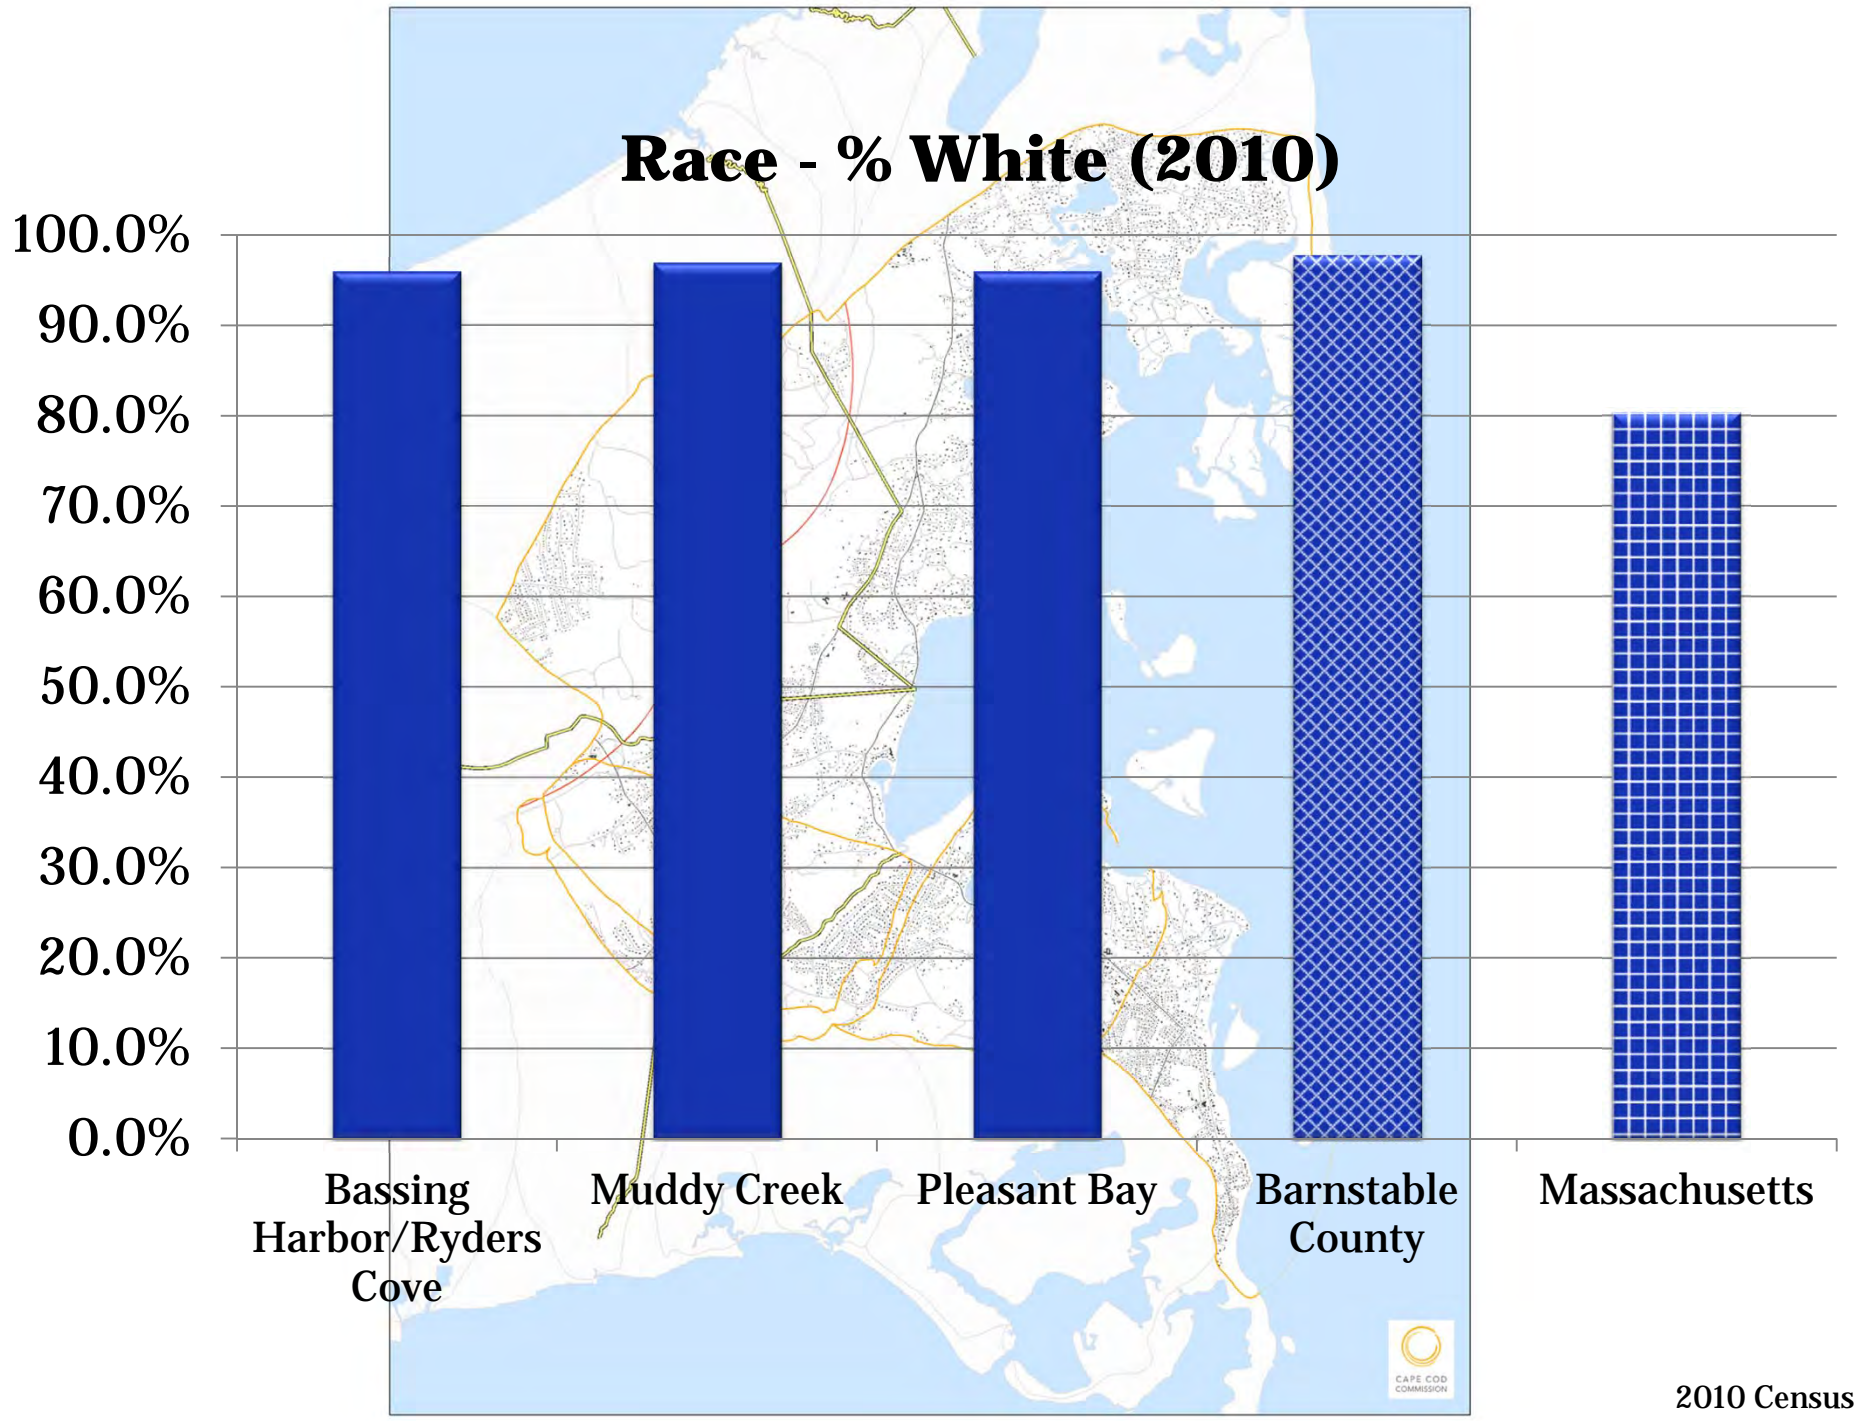 Race - % White (2010)
100.0%
90.0%
80.0%
70.0%
60.0%
50.0%
40.0%
30.0%
20.0%
10.0%
0.0%
Bassing
Harbor/Ryders
Cove
Muddy Creek
Pleasant Bay
Barnstable
County
Massachusetts
CAPE COD
COMMISSION
2010 Census